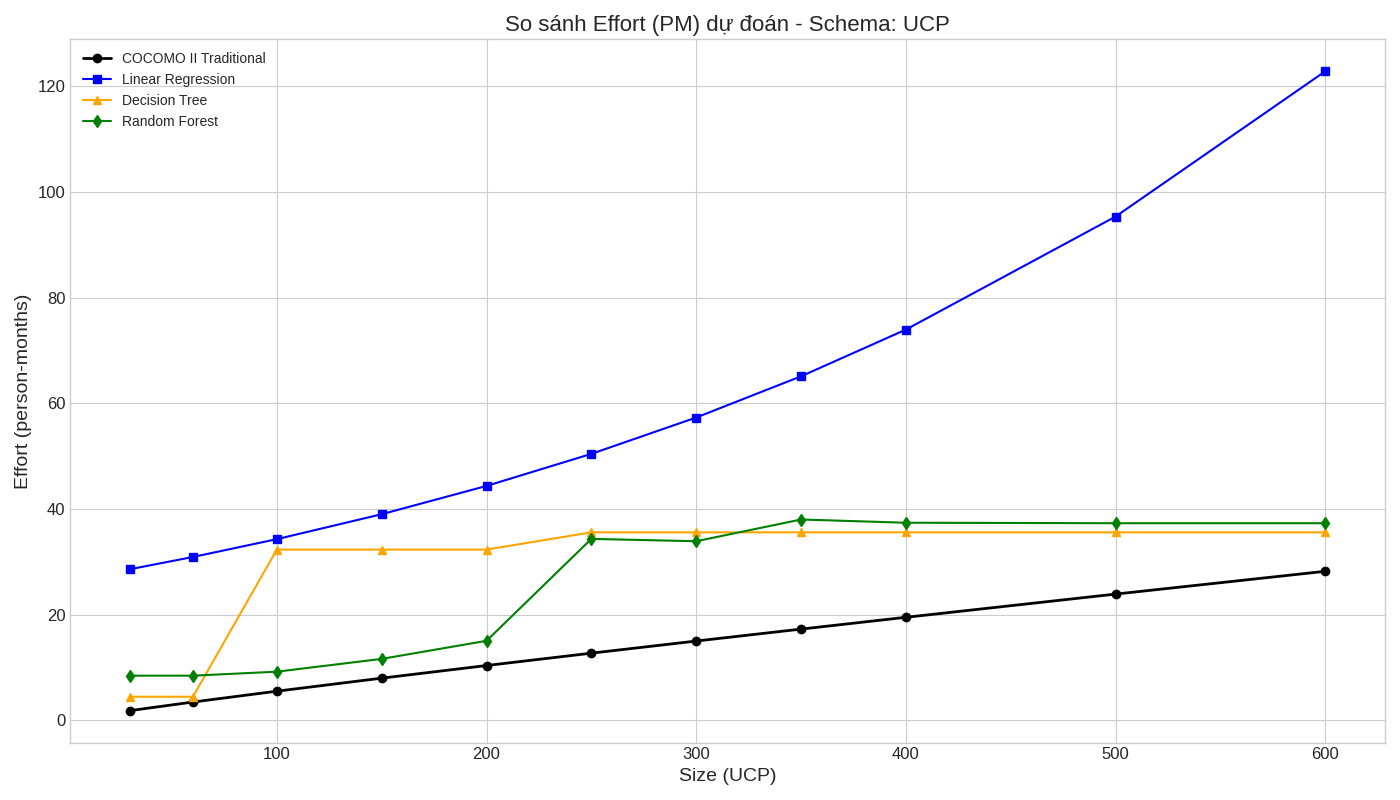 So sánh Effort (PM) dự đoán - Schema: UCP
COCOMO II Traditional
Linear Regression
Decision Tree
Random Forest
120
100
80
60
40
20
0
Effort (person-months)
100 200 300 400 500 600
Size (UCP)